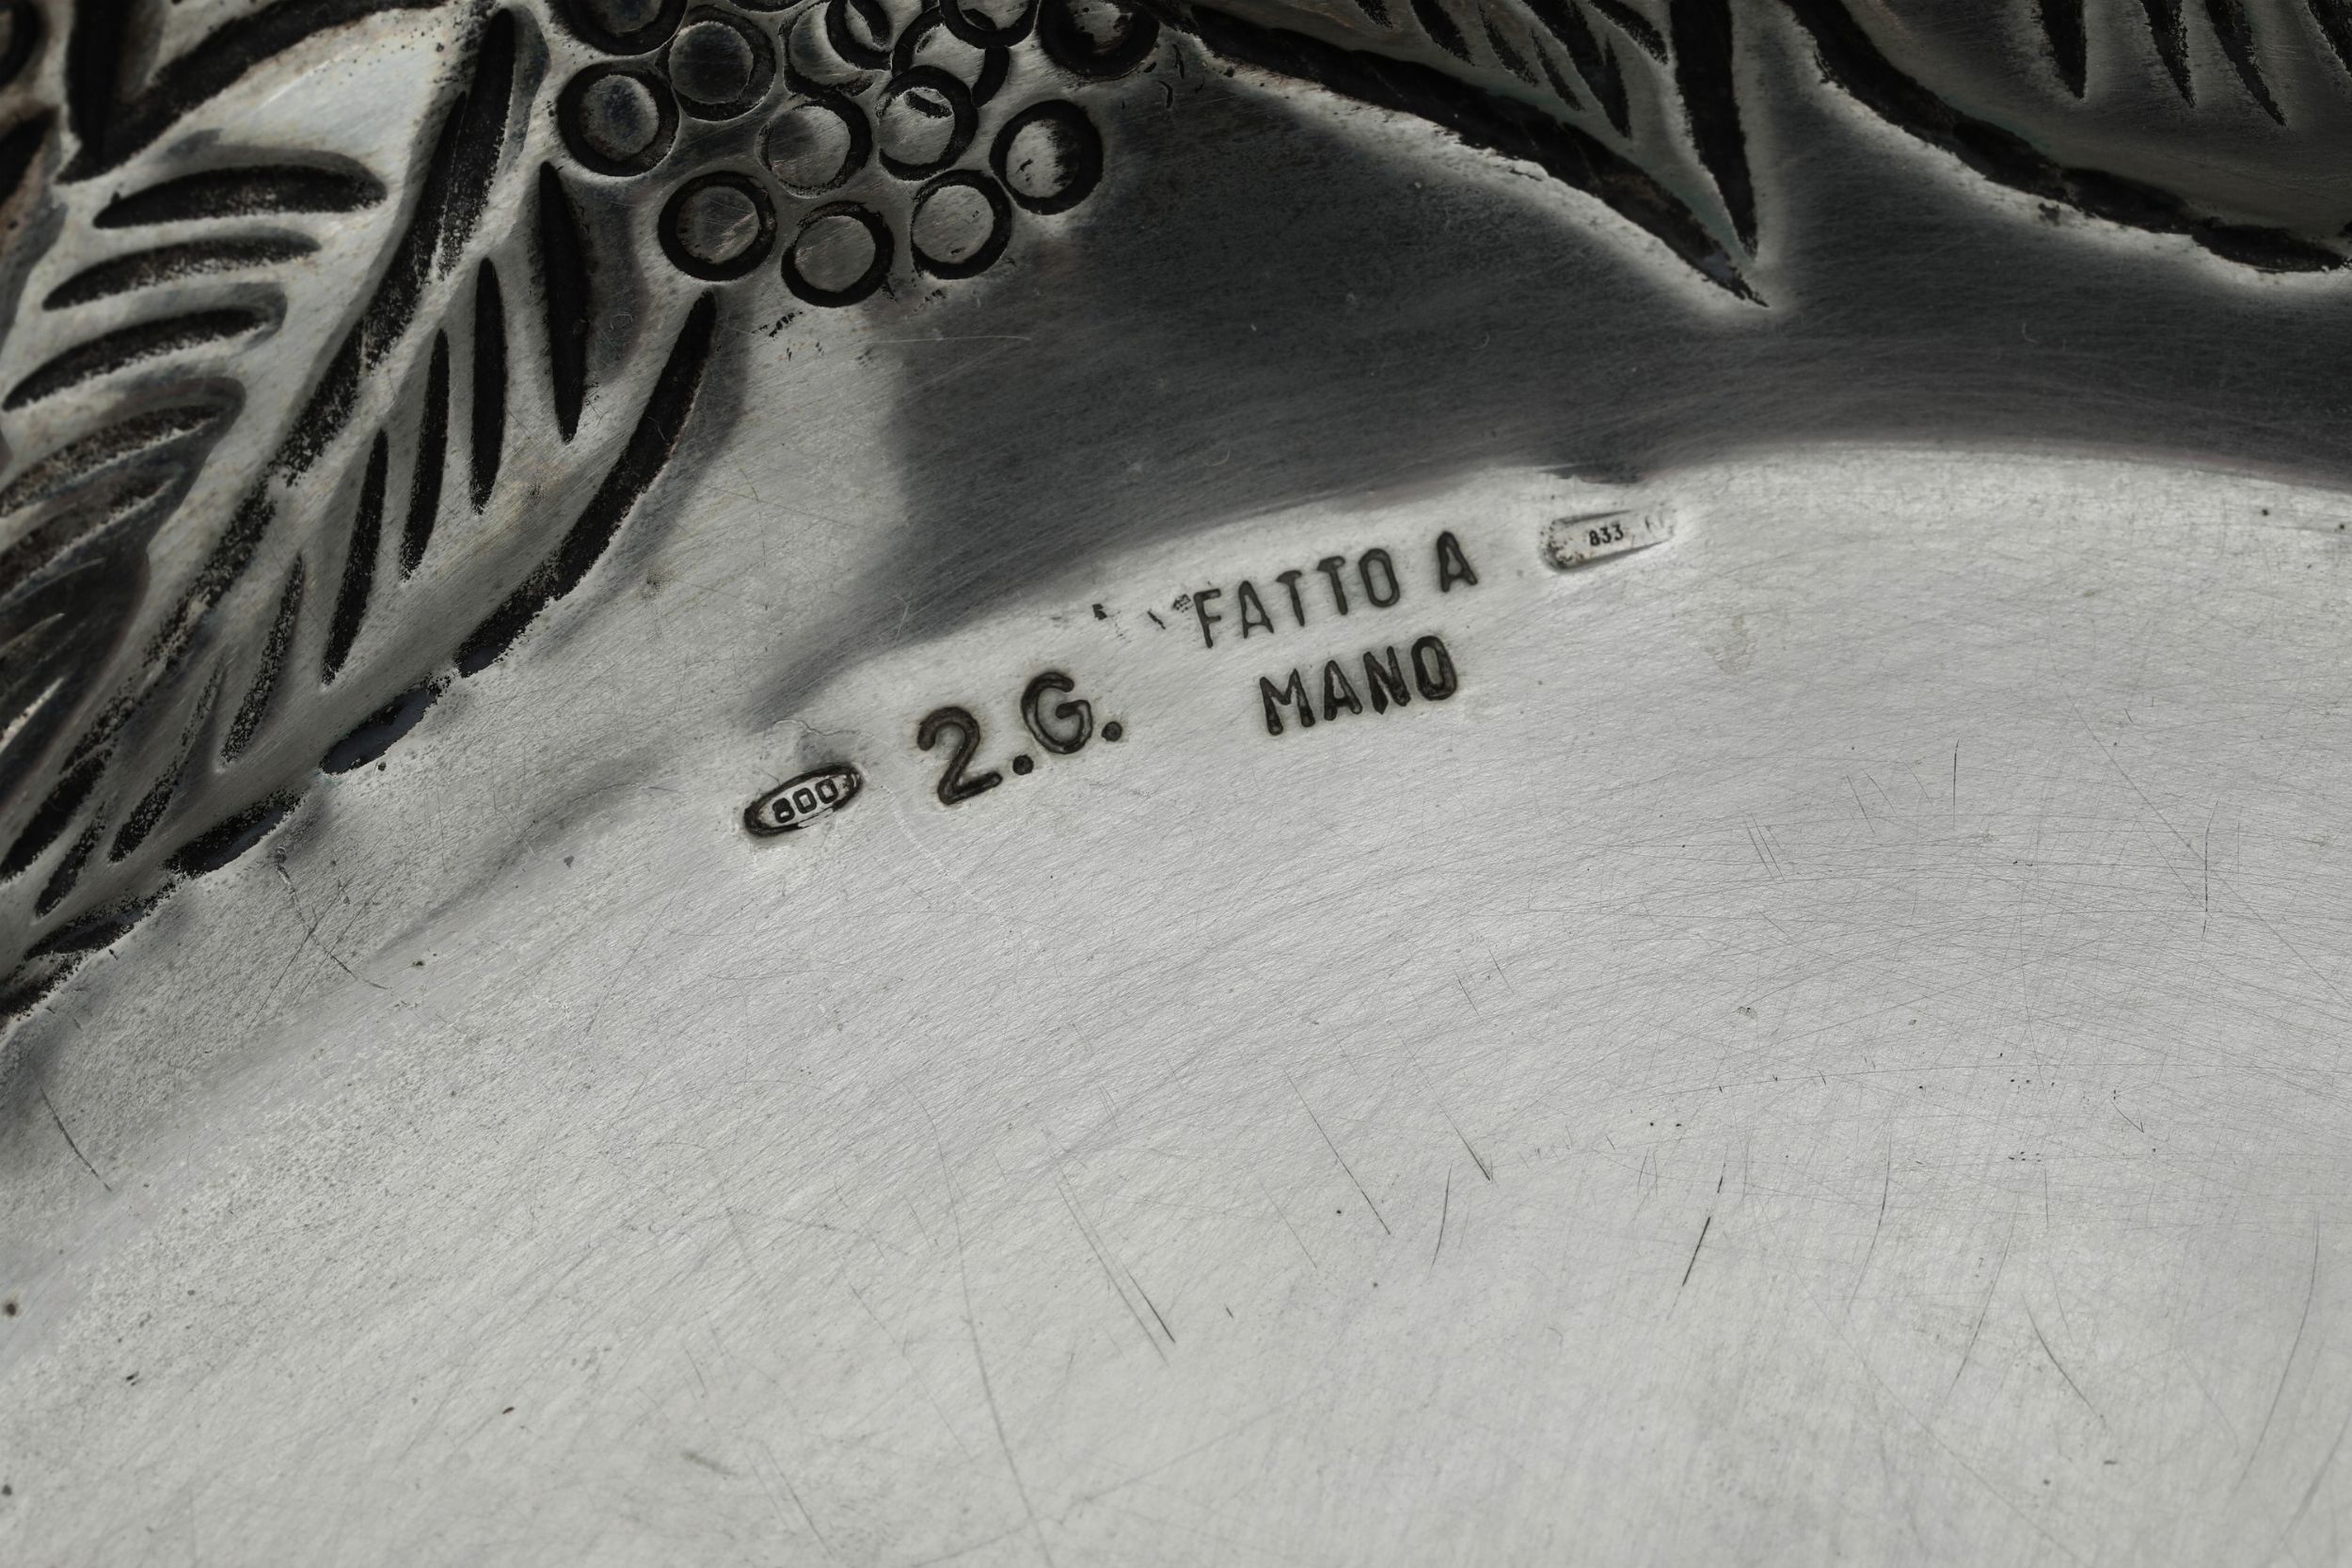 FATTO A
MANO
2.G.
800
833